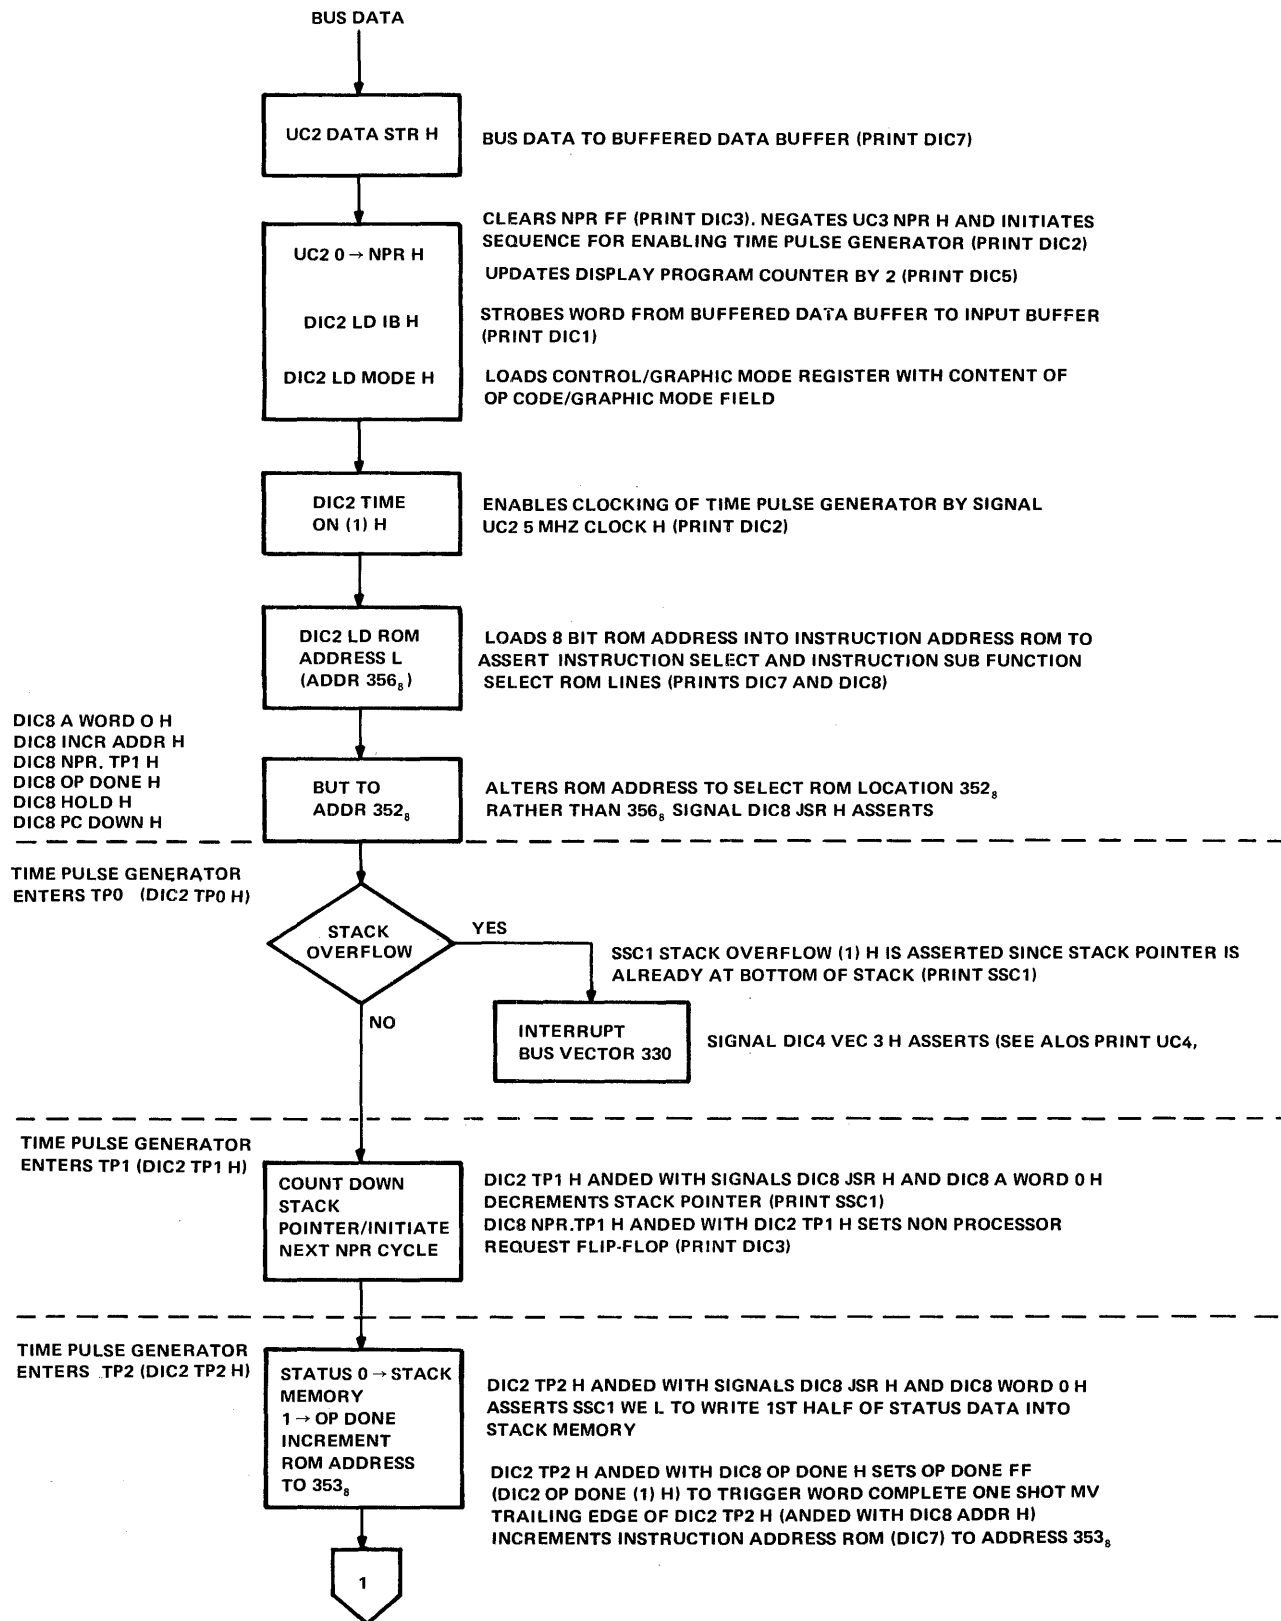 BUS DATA
UC2 DATA STR H
BUS DATA TO BUFFERED DATA BUFFER (PRINT DIC7)
UC2 0 → NPR H
CLEARS NPR FF (PRINT DIC3). NEGATES UC3 NPR H AND INITIATES
SEQUENCE FOR ENABLING TIME PULSE GENERATOR (PRINT DIC2)
UPDATES DISPLAY PROGRAM COUNTER BY 2 (PRINT DIC5)
DIC2 LD IB H
STROBES WORD FROM BUFFERED DATA BUFFER TO INPUT BUFFER
(PRINT DIC1)
DIC2 LD MODE H
LOADS CONTROL/GRAPHIC MODE REGISTER WITH CONTENT OF
OP CODE/GRAPHIC MODE FIELD
DIC2 TIME
ON (1) H
ENABLES CLOCKING OF TIME PULSE GENERATOR BY SIGNAL
UC2 5 MHZ CLOCK H (PRINT DIC2)
DIC2 LD ROM
ADDRESS L
(ADDR 356₈)
LOADS 8 BIT ROM ADDRESS INTO INSTRUCTION ADDRESS ROM TO
ASSERT INSTRUCTION SELECT AND INSTRUCTION SUB FUNCTION
SELECT ROM LINES (PRINTS DIC7 AND DIC8)
DIC8 A WORD O H
DIC8 INCR ADDR H
DIC8 NPR. TP1 H
DIC8 OP DONE H
DIC8 HOLD H
DIC8 PC DOWN H
BUT TO
ADDR 352₈
ALTERS ROM ADDRESS TO SELECT ROM LOCATION 352₈
RATHER THAN 356₈ SIGNAL DIC8 JSR H ASSERTS
TIME PULSE GENERATOR
ENTERS TP0 (DIC2 TP0 H)
STACK
OVERFLOW
YES
NO
SSC1 STACK OVERFLOW (1) H IS ASSERTED SINCE STACK POINTER IS
ALREADY AT BOTTOM OF STACK (PRINT SSC1)
INTERRUPT
BUS VECTOR 330
SIGNAL DIC4 VEC 3 H ASSERTS (SEE ALOS PRINT UC4,
TIME PULSE GENERATOR
ENTERS TP1 (DIC2 TP1 H)
COUNT DOWN
STACK
POINTER/INITIATE
NEXT NPR CYCLE
DIC2 TP1 H ANDED WITH SIGNALS DIC8 JSR H AND DIC8 A WORD 0 H
DECREMENTS STACK POINTER (PRINT SSC1)
DIC8 NPR.TP1 H ANDED WITH DIC2 TP1 H SETS NON PROCESSOR
REQUEST FLIP-FLOP (PRINT DIC3)
TIME PULSE GENERATOR
ENTERS TP2 (DIC2 TP2 H)
STATUS 0 → STACK
MEMORY
1 → OP DONE
INCREMENT
ROM ADDRESS
TO 353₈
DIC2 TP2 H ANDED WITH SIGNALS DIC8 JSR H AND DIC8 WORD 0 H
ASSERTS SSC1 WE L TO WRITE 1ST HALF OF STATUS DATA INTO
STACK MEMORY
DIC2 TP2 H ANDED WITH DIC8 OP DONE H SETS OP DONE FF
(DIC2 OP DONE (1) H) TO TRIGGER WORD COMPLETE ONE SHOT MV
TRAILING EDGE OF DIC2 TP2 H (ANDED WITH DIC8 ADDR H)
INCREMENTS INSTRUCTION ADDRESS ROM (DIC7) TO ADDRESS 353₈
1